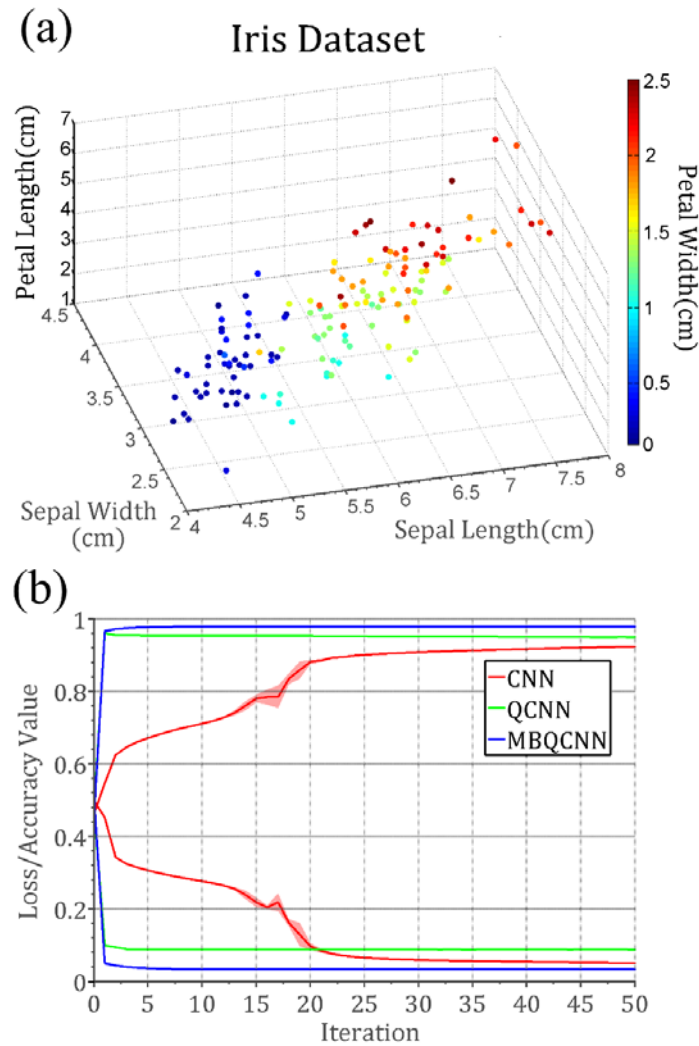 (a)
Iris Dataset
Petal Length(cm)
7
6
5
4
3
2
1
4.5
4
3.5
3
2.5
2
Sepal Width
(cm)
4
4.5
5
5.5
6
6.5
7
7.5
8
Sepal Length(cm)
2.5
2
1.5
1
0.5
0
Petal Width(cm)
(b)
Loss/Accuracy Value
1
0.8
0.6
0.4
0.2
0
CNN
QCNN
MBQCNN
0 5 10 15 20 25 30 35 40 45 50
Iteration